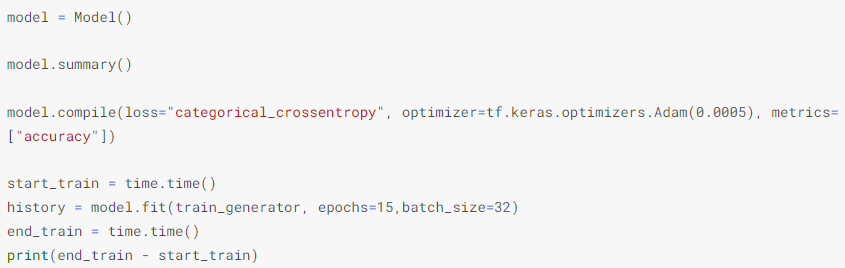 model = Model()
model.summary()
model.compile(loss="categorical_crossentropy", optimizer=tf.keras.optimizers.Adam(0.0005), metrics=
["accuracy"])
start_train = time.time()
history = model.fit(train_generator, epochs=15,batch_size=32)
end_train = time.time()
print(end_train - start_train)